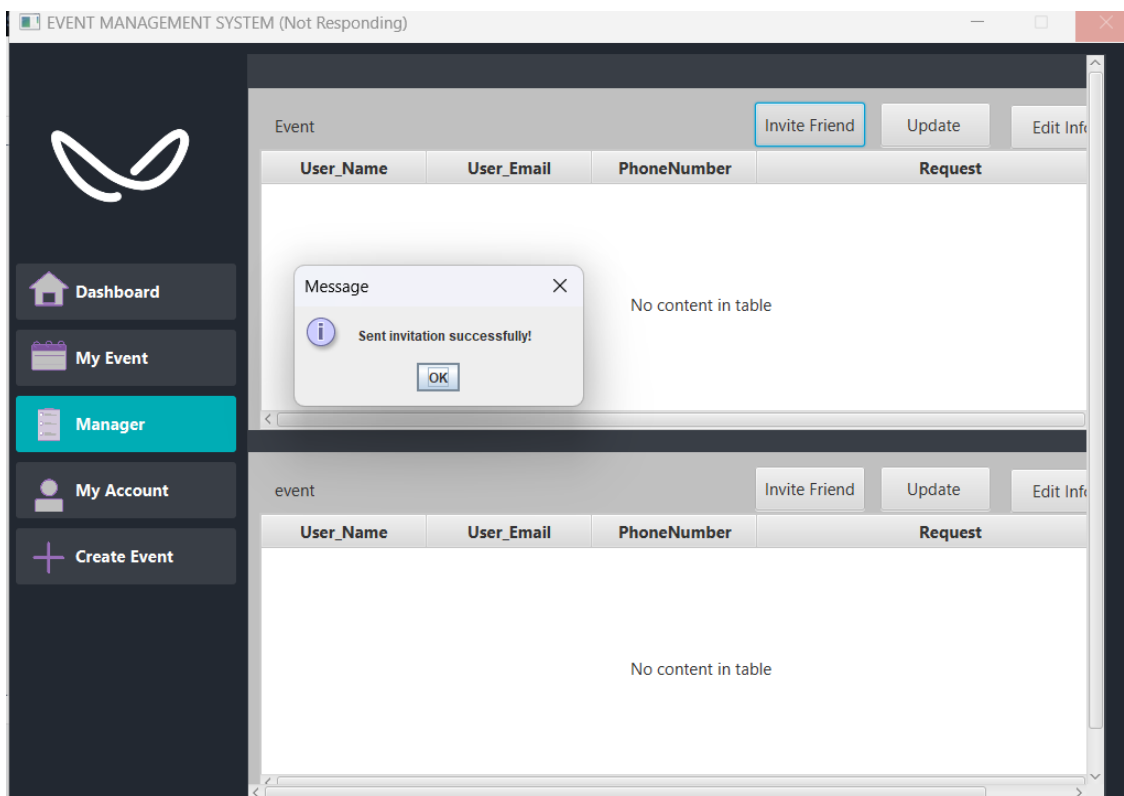 EVENT MANAGEMENT SYSTEM (Not Responding)
Event
Invite Friend
Update
Edit Info
User_Name User_Email PhoneNumber Request
No content in table
Dashboard
My Event
Manager
My Account
Create Event
Message
Sent invitation successfully!
OK
event
Invite Friend
Update
Edit Info
User_Name User_Email PhoneNumber Request
No content in table